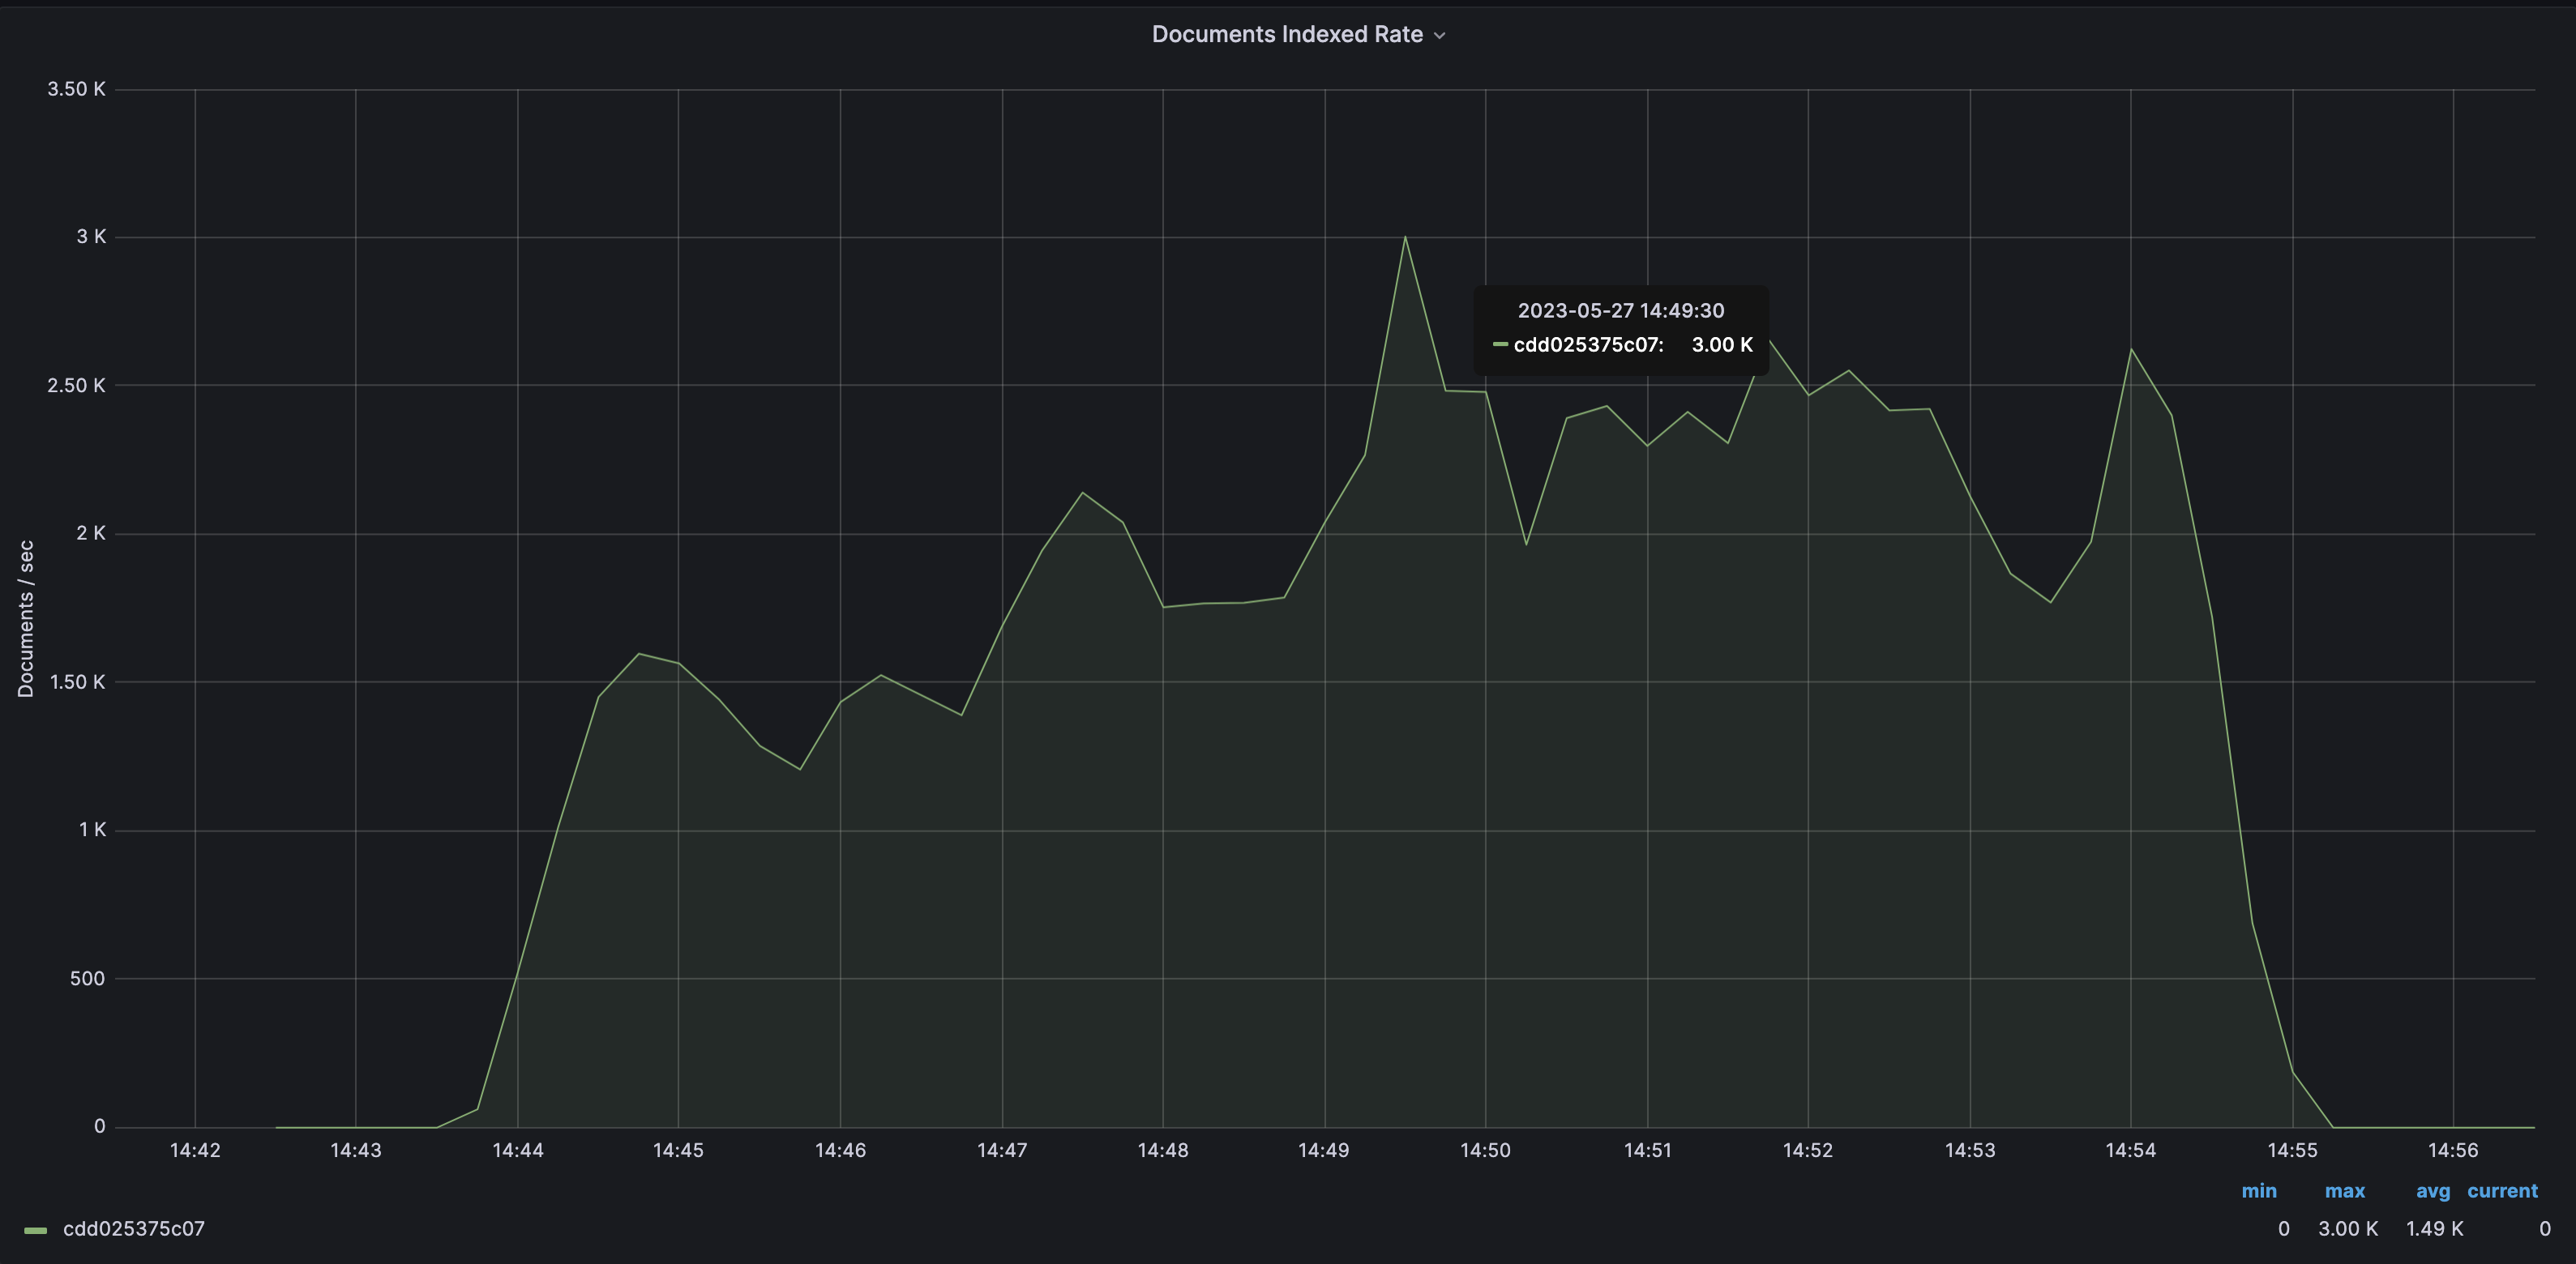 Documents Indexed Rate
3.50 K
3 K
2.50 K
2 K
1.50 K
1 K
500
0
Documents / sec
2023-05-27 14:49:30
cdd025375c07: 3.00 K
14:42 14:43 14:44 14:45 14:46 14:47 14:48 14:49 14:50 14:51 14:52 14:53 14:54 14:55 14:56
min max avg current
cdd025375c07 0 3.00 K 1.49 K 0